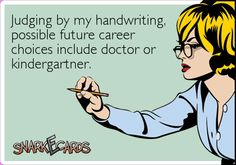 Judging by my handwriting,
possible future career
choices include doctor or
kindergartner.
SNARKECARDS